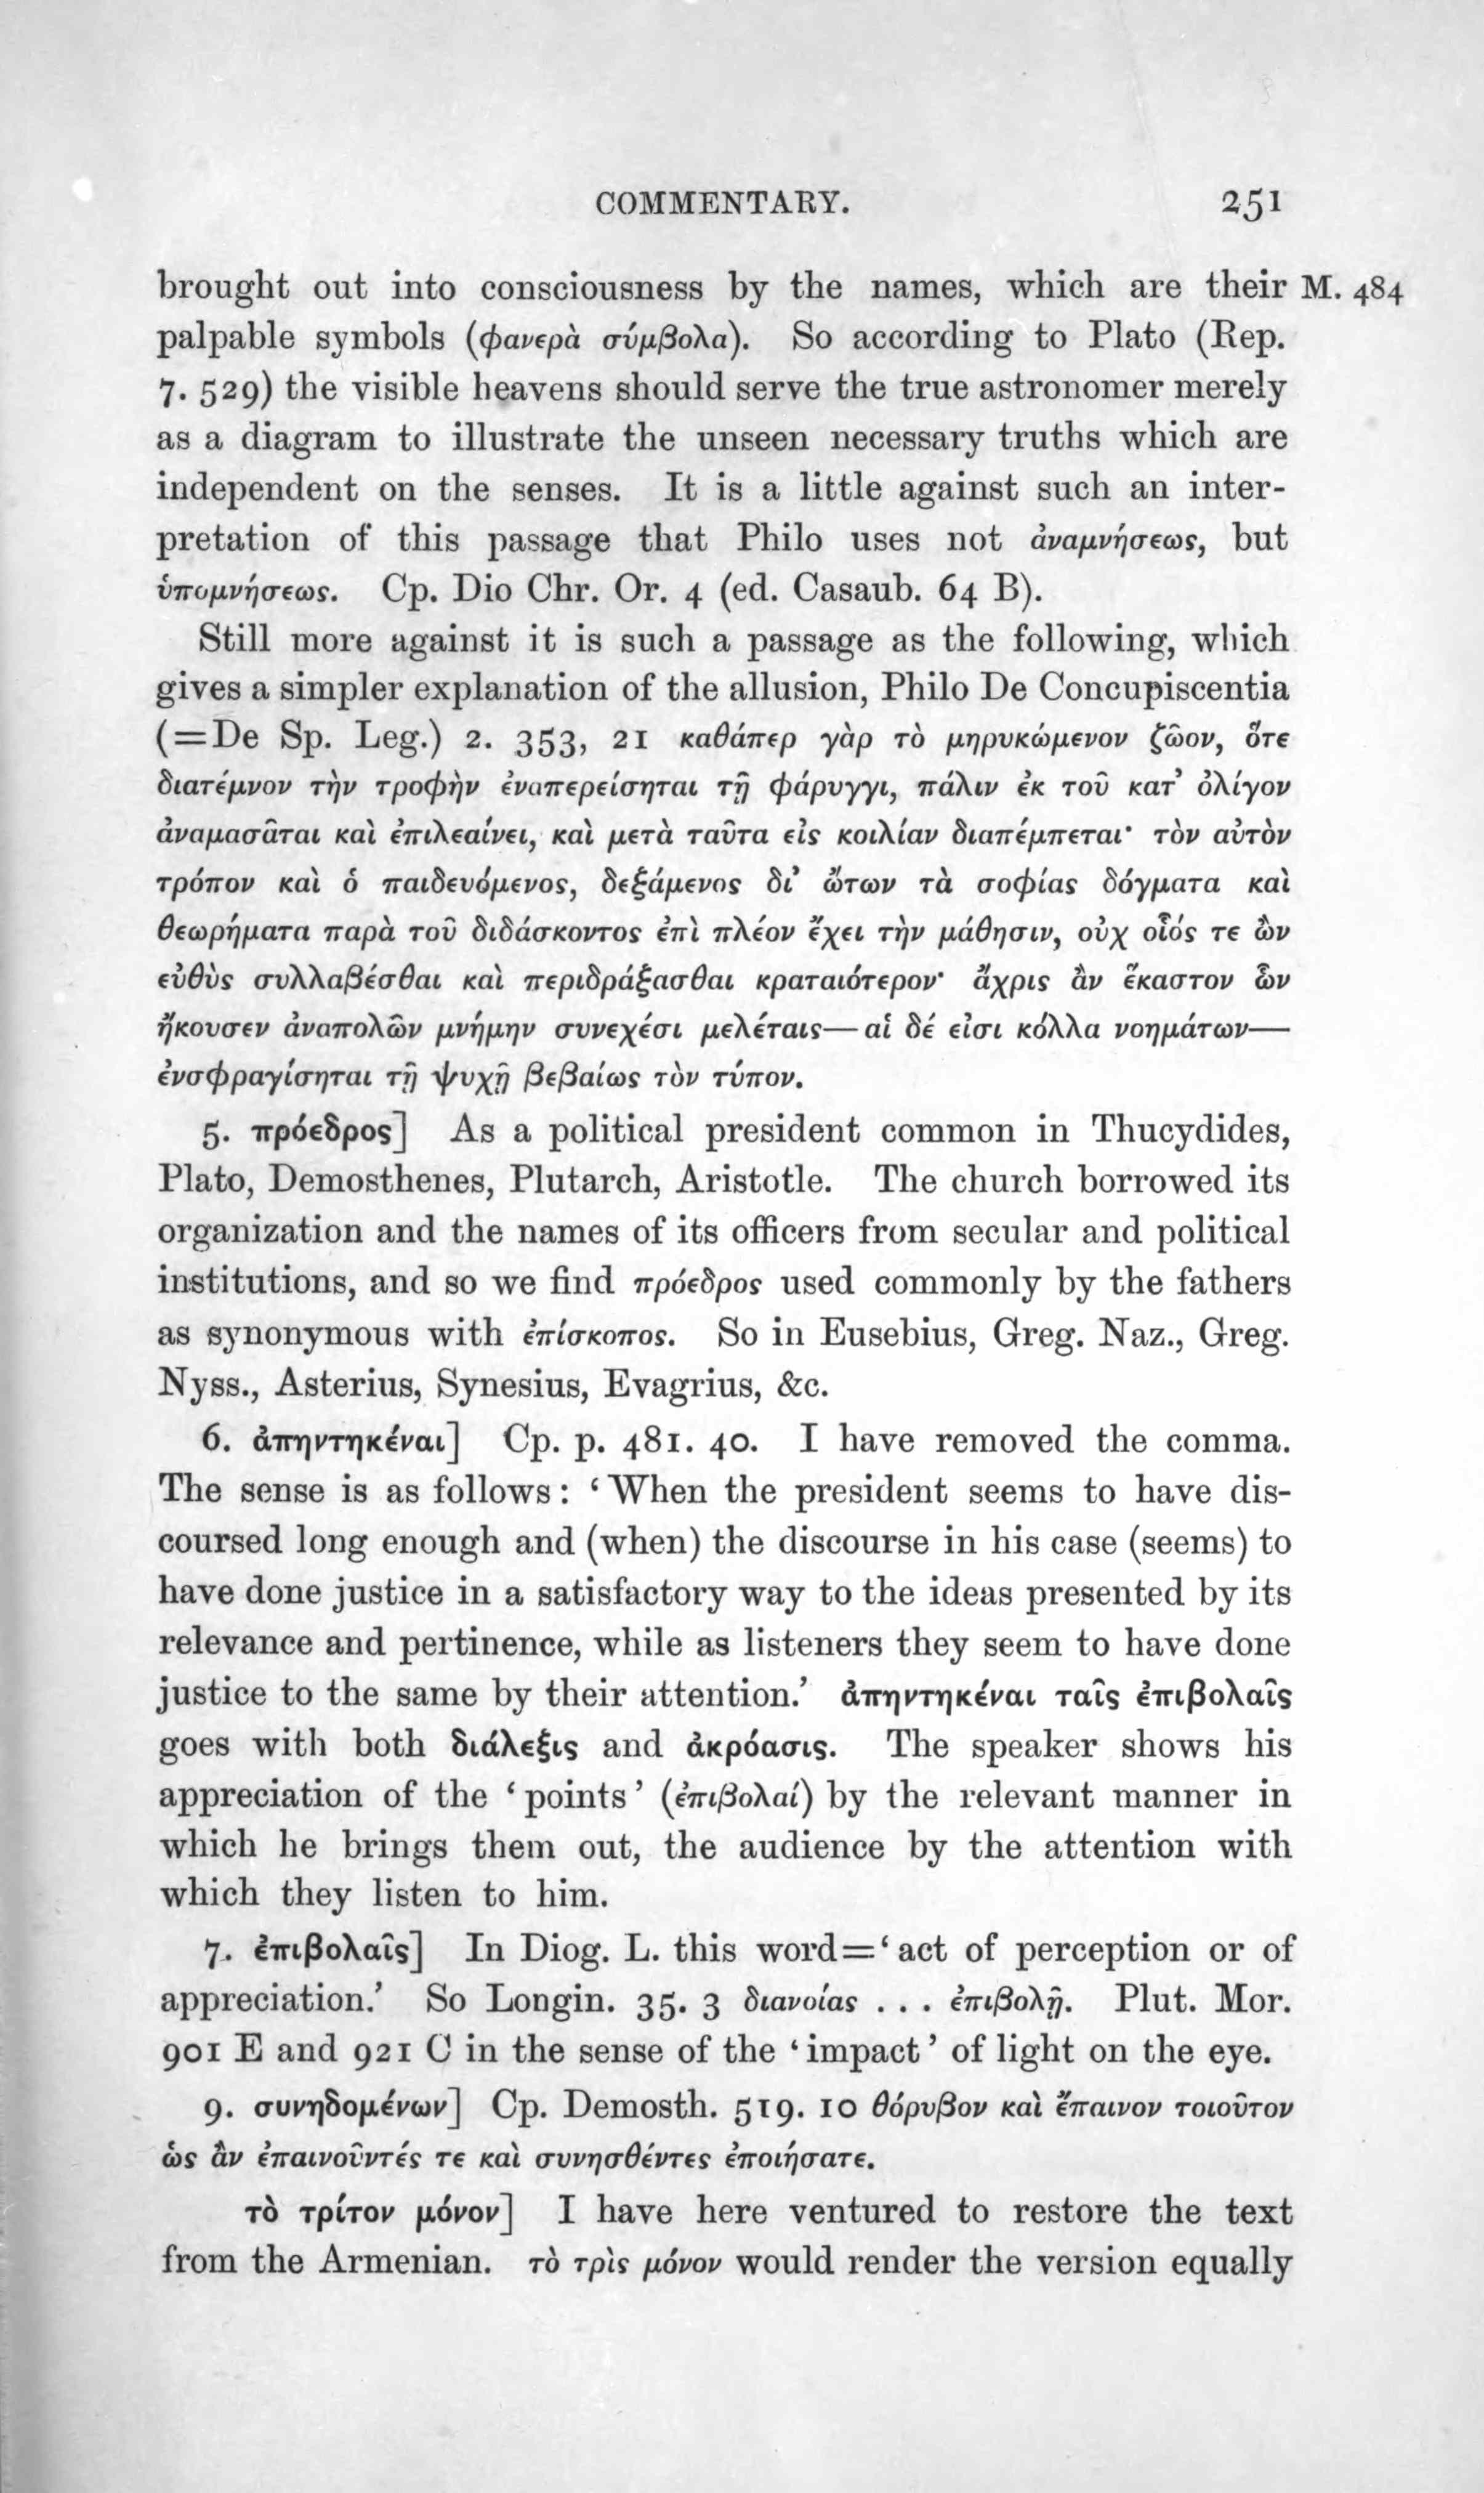 COMMENTARY. 251
brought out into consciousness by the names, which are their M. 484
palpable symbols (φανερὰ σύμβολα). So according to Plato (Rep.
7. 529) the visible heavens should serve the true astronomer merely
as a diagram to illustrate the unseen necessary truths which are
independent on the senses. It is a little against such an inter-
pretation of this passage that Philo uses not ἀναμνήσεως, but
ὑπομνήσεως. Cp. Dio Chr. Or. 4 (ed. Casaub. 64 B).
Still more against it is such a passage as the following, which
gives a simpler explanation of the allusion, Philo De Concupiscentia
(=De Sp. Leg.) 2. 353, 21 καθάπερ γὰρ τὸ μηρυκώμενον ζῶον, ὅτε
διατέμνον τὴν τροφὴν ἐναπερείσηται τῇ φάρυγγι, πάλιν ἐκ τοῦ κατ᾽ ὀλίγον
ἀναμασᾶται καὶ ἐπιλεαίνει, καὶ μετὰ ταῦτα εἰς κοιλίαν διαπέμπεται· τὸν αὐτὸν
τρόπον καὶ ὁ παιδευόμενος, δεξάμενος δι᾽ ὤτων τὰ σοφίας δόγματα καὶ
θεωρήματα παρὰ τοῦ διδάσκοντος ἐπὶ πλέον ἔχει τὴν μάθησιν, οὐχ οἷός τε ὢν
εὐθὺς συλλαβέσθαι καὶ περιδράξασθαι κραταιότερον· ἄχρις ἂν ἕκαστον ὧν
ἤκουσεν ἀναπολῶν μνήμην συνεχέσι μελέταις—αἱ δέ εἰσι κόλλα νοημάτων—
ἐνσφραγίσηται τῇ ψυχῇ βεβαίως τὸν τύπον.
5. πρόεδρος] As a political president common in Thucydides,
Plato, Demosthenes, Plutarch, Aristotle. The church borrowed its
organization and the names of its officers from secular and political
institutions, and so we find πρόεδρος used commonly by the fathers
as synonymous with ἐπίσκοπος. So in Eusebius, Greg. Naz., Greg.
Nyss., Asterius, Synesius, Evagrius, &c.
6. ἀπηντηκέναι] Cp. p. 481. 40. I have removed the comma.
The sense is as follows: ‘When the president seems to have dis-
coursed long enough and (when) the discourse in his case (seems) to
have done justice in a satisfactory way to the ideas presented by its
relevance and pertinence, while as listeners they seem to have done
justice to the same by their attention.’ ἀπηντηκέναι ταῖς ἐπιβολαῖς
goes with both διάλεξις and ἀκρόασις. The speaker shows his
appreciation of the ‘points’ (ἐπιβολαί) by the relevant manner in
which he brings them out, the audience by the attention with
which they listen to him.
7. ἐπιβολαῖς] In Diog. L. this word=‘act of perception or of
appreciation.’ So Longin. 35. 3 διανοίας . . . ἐπιβολῇ. Plut. Mor.
901 E and 921 C in the sense of the ‘impact’ of light on the eye.
9. συνηδομένων] Cp. Demosth. 519. 10 θόρυβον καὶ ἔπαινον τοιοῦτον
ὡς ἂν ἐπαινοῦντές τε καὶ συνησθέντες ἐποιήσατε.
τὸ τρίτον μόνον] I have here ventured to restore the text
from the Armenian. τὸ τρὶς μόνον would render the version equally